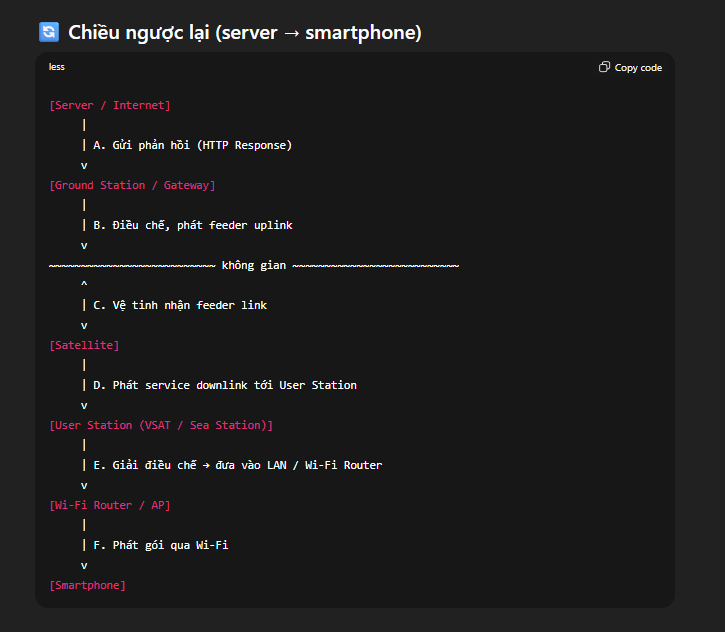 🔄 Chiều ngược lại (server → smartphone)
less
Copy code
[Server / Internet]
|
| A. Gửi phản hồi (HTTP Response)
v
[Ground Station / Gateway]
|
| B. Điều chế, phát feeder uplink
v
~~~~~~~~~~~~~~~~~~~~~~~~~~ không gian ~~~~~~~~~~~~~~~~~~~~~~~~~~
^
| C. Vệ tinh nhận feeder link
v
[Satellite]
|
| D. Phát service downlink tới User Station
v
[User Station (VSAT / Sea Station)]
|
| E. Giải điều chế → đưa vào LAN / Wi-Fi Router
v
[Wi-Fi Router / AP]
|
| F. Phát gói qua Wi-Fi
v
[Smartphone]